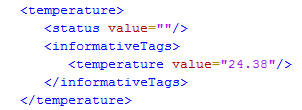 <temperature>
<status value=""/>
<informativeTags>
<temperature value="24.38"/>
</informativeTags>
</temperature>